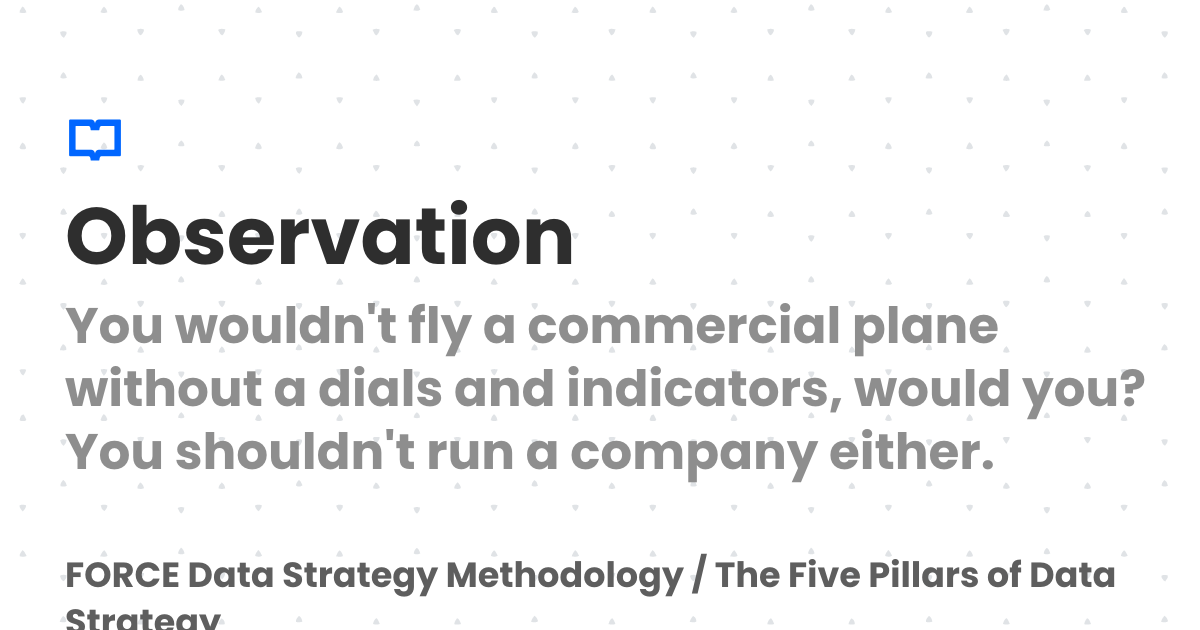 Observation
You wouldn't fly a commercial plane
without a dials and indicators, would you?
You shouldn't run a company either.
FORCE Data Strategy Methodology / The Five Pillars of Data
Strategy